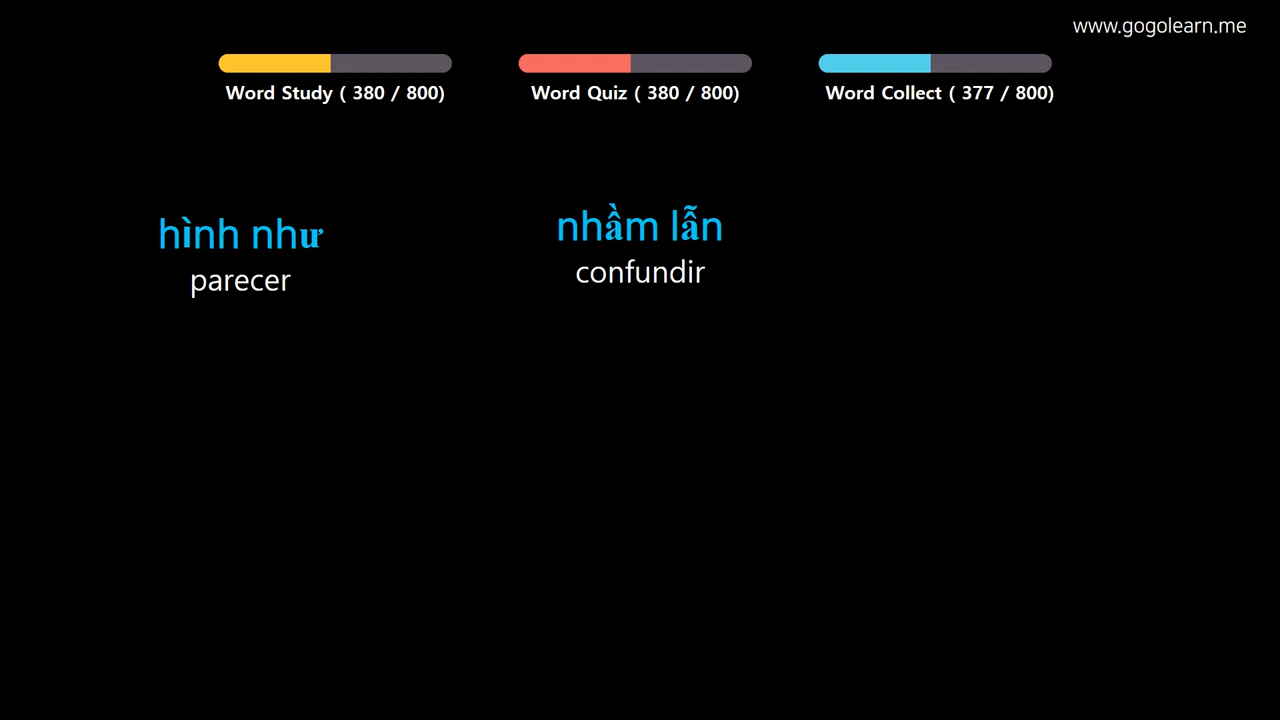 www.gogolearn.me
Word Study ( 380 / 800)
Word Quiz ( 380 / 800)
Word Collect ( 377 / 800)
hình như
parecer
nhầm lẫn
confundir